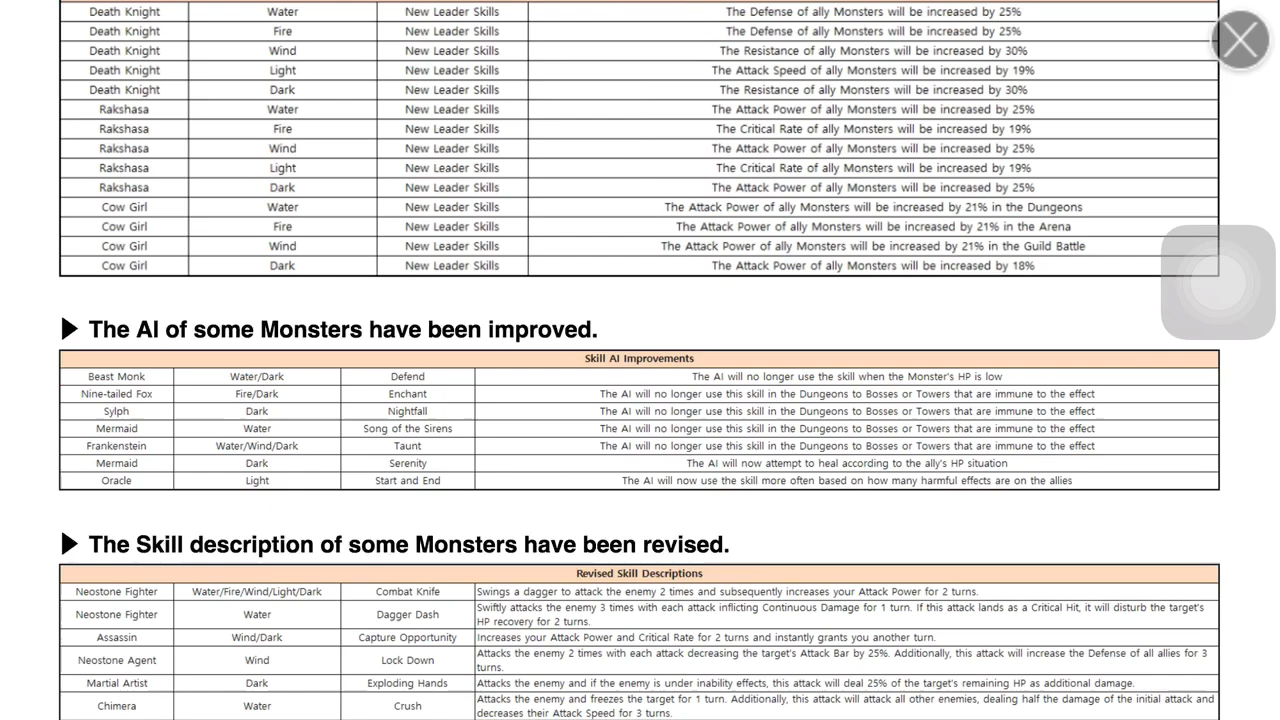 Death Knight Water New Leader Skills The Defense of ally Monsters will be increased by 25%
Death Knight Fire New Leader Skills The Defense of ally Monsters will be increased by 25%
Death Knight Wind New Leader Skills The Resistance of ally Monsters will be increased by 30%
Death Knight Light New Leader Skills The Attack Speed of ally Monsters will be increased by 19%
Death Knight Dark New Leader Skills The Resistance of ally Monsters will be increased by 30%
Rakshasa Water New Leader Skills The Attack Power of ally Monsters will be increased by 25%
Rakshasa Fire New Leader Skills The Critical Rate of ally Monsters will be increased by 19%
Rakshasa Wind New Leader Skills The Attack Power of ally Monsters will be increased by 25%
Rakshasa Light New Leader Skills The Critical Rate of ally Monsters will be increased by 19%
Rakshasa Dark New Leader Skills The Attack Power of ally Monsters will be increased by 25%
Cow Girl Water New Leader Skills The Attack Power of ally Monsters will be increased by 21% in the Dungeons
Cow Girl Fire New Leader Skills The Attack Power of ally Monsters will be increased by 21% in the Arena
Cow Girl Wind New Leader Skills The Attack Power of ally Monsters will be increased by 21% in the Guild Battle
Cow Girl Dark New Leader Skills The Attack Power of ally Monsters will be increased by 18%
▶ The AI of some Monsters have been improved.
Skill AI Improvements
Beast Monk Water/Dark Defend The AI will no longer use the skill when the Monster's HP is low
Nine-tailed Fox Fire/Dark Enchant The AI will no longer use this skill in the Dungeons to Bosses or Towers that are immune to the effect
Sylph Dark Nightfall The AI will no longer use this skill in the Dungeons to Bosses or Towers that are immune to the effect
Mermaid Water Song of the Sirens The AI will no longer use this skill in the Dungeons to Bosses or Towers that are immune to the effect
Frankenstein Water/Wind/Dark Taunt The AI will no longer use this skill in the Dungeons to Bosses or Towers that are immune to the effect
Mermaid Dark Serenity The AI will now attempt to heal according to the ally's HP situation
Oracle Light Start and End The AI will now use the skill more often based on how many harmful effects are on the allies
▶ The Skill description of some Monsters have been revised.
Revised Skill Descriptions
Neostone Fighter Water/Fire/Wind/Light/Dark Combat Knife Swings a dagger to attack the enemy 2 times and subsequently increases your Attack Power for 2 turns.
Neostone Fighter Water Dagger Dash Swiftly attacks the enemy 3 times with each attack inflicting Continuous Damage for 1 turn. If this attack lands as a Critical Hit, it will disturb the target's
HP recovery for 2 turns.
Assassin Wind/Dark Capture Opportunity Increases your Attack Power and Critical Rate for 2 turns and instantly grants you another turn.
Neostone Agent Wind Lock Down Attacks the enemy 2 times with each attack decreasing the target's Attack Bar by 25%. Additionally, this attack will increase the Defense of all allies for 3
turns.
Martial Artist Dark Exploding Hands Attacks the enemy and if the enemy is under inability effects, this attack will deal 25% of the target's remaining HP as additional damage.
Chimera Water Crush Attacks the enemy and freezes the target for 1 turn. Additionally, this attack will attack all other enemies, dealing half the damage of the initial attack and
decreases their Attack Speed for 3 turns.